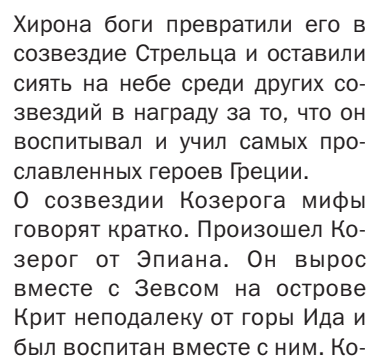 Хирона боги превратили его в
созвездие Стрельца и оставили
сиять на небе среди других со-
звездий в награду за то, что он
воспитывал и учил самых про-
славленных героев Греции.
О созвездии Козерога мифы
говорят кратко. Произошел Ко-
зерог от Эпиана. Он вырос
вместе с Зевсом на острове
Крит неподалеку от горы Ида и
был воспитан вместе с ним. Ко-